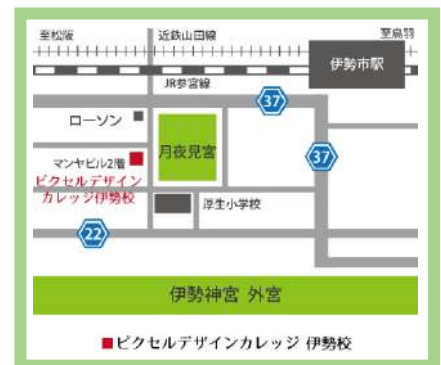 至松阪
近鉄山田線
至鳥羽
伊勢市駅
JR参宮線
37
ローソン
月夜見宮
37
マンヤビル2階
ピクセルデザイン
カレッジ伊勢校
厚生小学校
22
伊勢神宮 外宮
■ピクセルデザインカレッジ 伊勢校